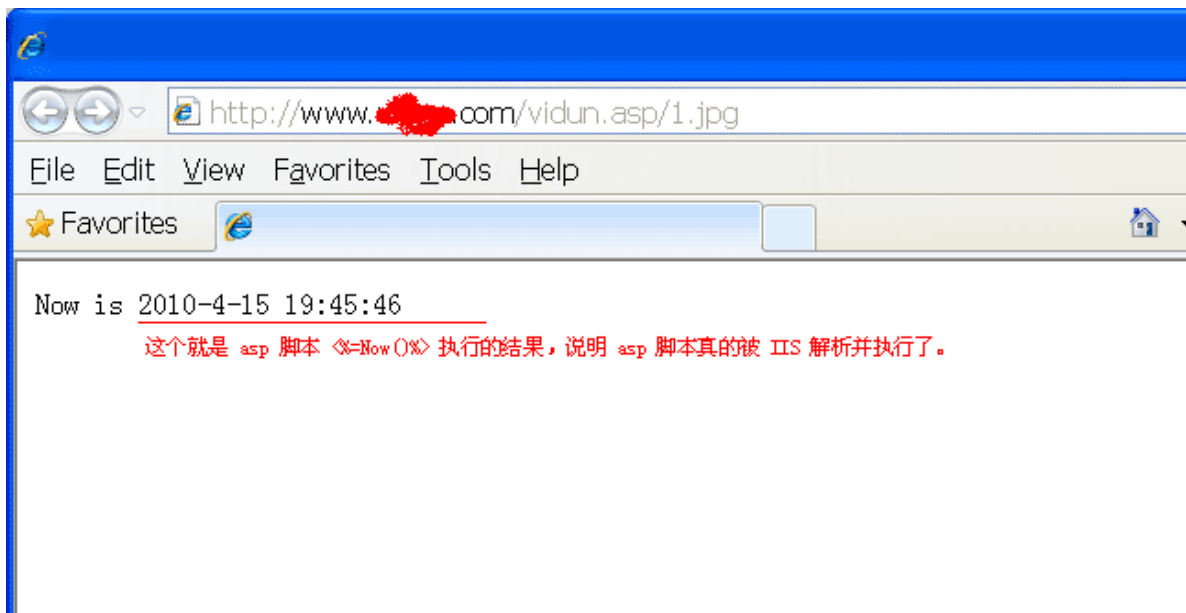 http://www. com/vidun.asp/1.jpg
File Edit View Favorites Tools Help
Favorites
Now is 2010-4-15 19:45:46
这个就是 asp 脚本 <%=Now()%> 执行的结果，说明 asp 脚本真的被 IIS 解析并执行了。